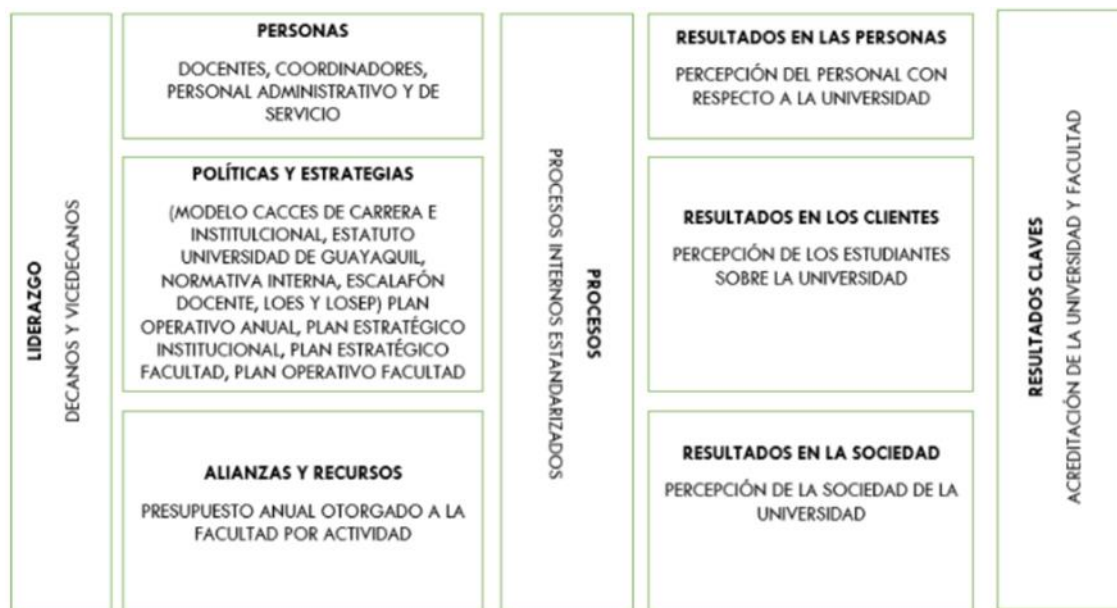 LIDERAZGO
DECANOS Y VICEDECANOS
PERSONAS
DOCENTES, COORDINADORES,
PERSONAL ADMINISTRATIVO Y DE
SERVICIO
POLÍTICAS Y ESTRATEGIAS
(MODELO CACCES DE CARRERA E
INSTITULCIONAL, ESTATUTO
UNIVERSIDAD DE GUAYAQUIL,
NORMATIVA INTERNA, ESCALAFÓN
DOCENTE, LOES Y LOSEP) PLAN
OPERATIVO ANUAL, PLAN ESTRATÉGICO
INSTITUCIONAL, PLAN ESTRATÉGICO
FACULTAD, PLAN OPERATIVO FACULTAD
ALIANZAS Y RECURSOS
PRESUPUESTO ANUAL OTORGADO A LA
FACULTAD POR ACTIVIDAD
PROCESOS
PROCESOS INTERNOS ESTANDARIZADOS
RESULTADOS EN LAS PERSONAS
PERCEPCIÓN DEL PERSONAL CON
RESPECTO A LA UNIVERSIDAD
RESULTADOS EN LOS CLIENTES
PERCEPCIÓN DE LOS ESTUDIANTES
SOBRE LA UNIVERSIDAD
RESULTADOS EN LA SOCIEDAD
PERCEPCIÓN DE LA SOCIEDAD DE LA
UNIVERSIDAD
RESULTADOS CLAVES
ACREDITACIÓN DE LA UNIVERSIDAD Y FACULTAD